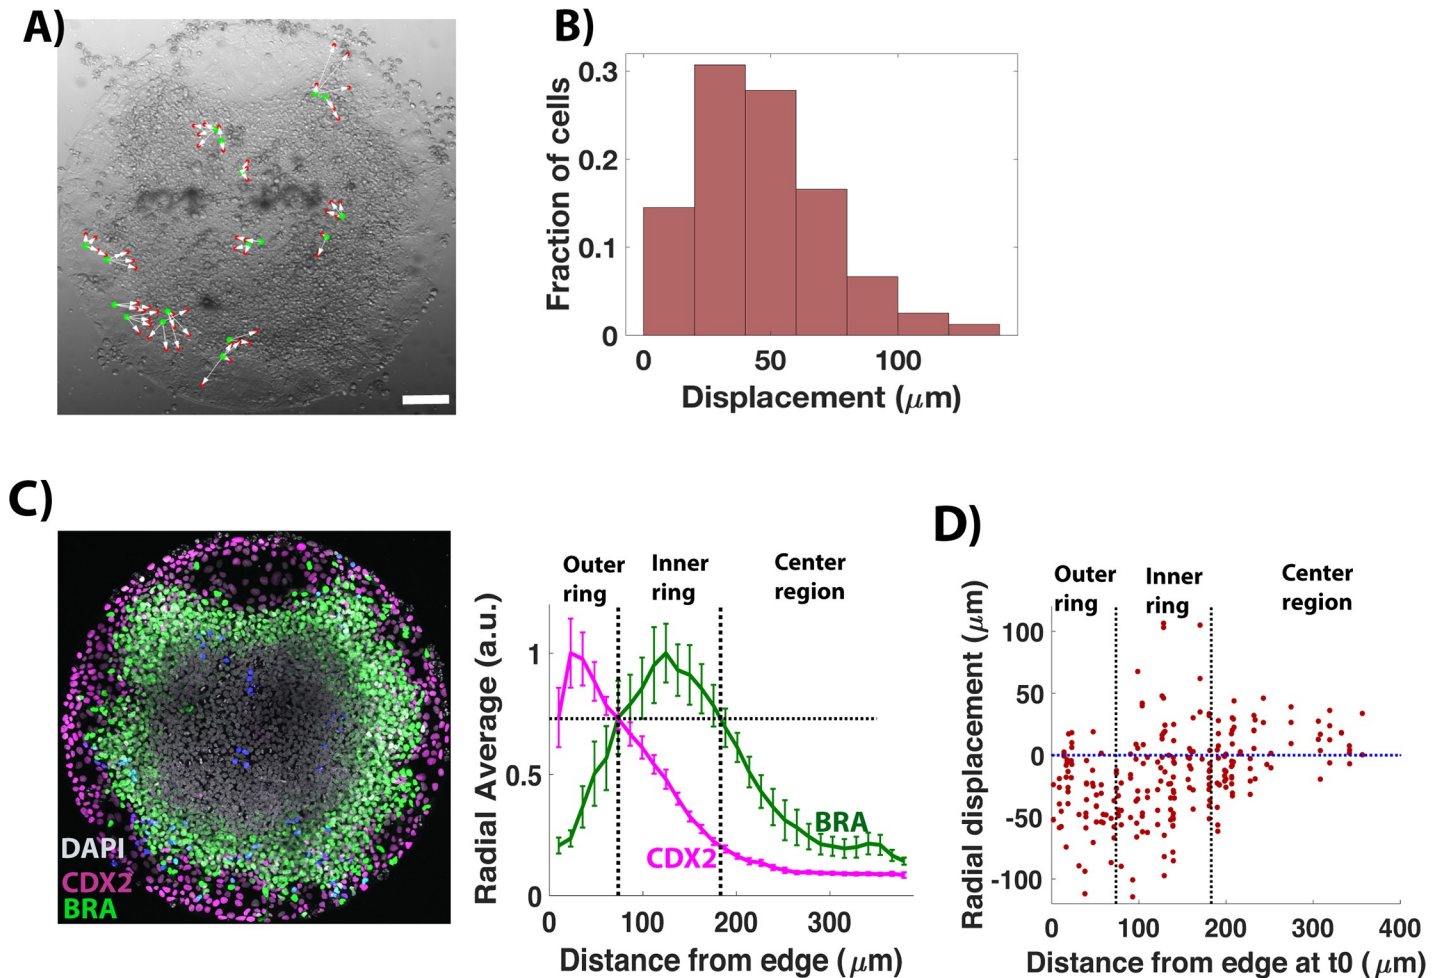 A)
B)
Fraction of cells
0.3
0.2
0.1
0
0
50
100
Displacement (μm)
C)
DAPI
CDX2
BRA
Outer
ring
Inner
ring
Center
region
Radial Average (a.u.)
1
0.5
0
BRA
CDX2
0
100
200
300
Distance from edge (μm)
D)
Outer
ring
Inner
ring
Center
region
Radial displacement (μm)
100
50
0
-50
-100
0
100
200
300
400
Distance from edge at t0 (μm)